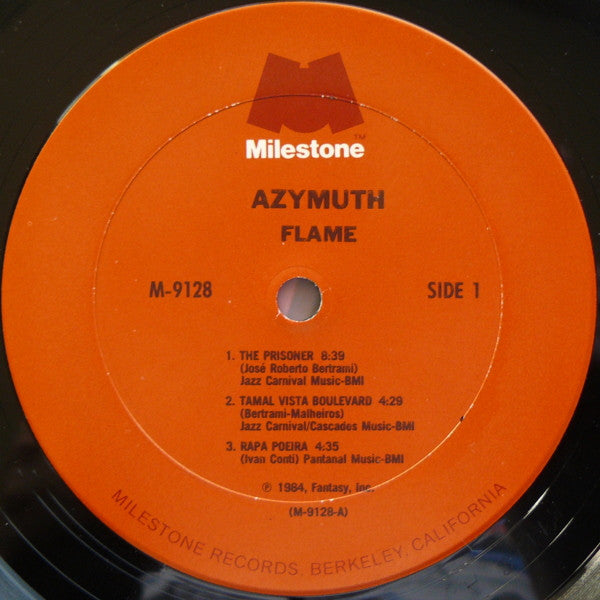 Milestone™
AZYMUTH
FLAME
M-9128
SIDE 1
1. THE PRISONER 8:39
(José Roberto Bertrami)
Jazz Carnival Music-BMI
2. TAMAL VISTA BOULEVARD 4:29
(Bertrami-Malheiros)
Jazz Carnival/Cascades Music-BMI
3. RAPA POEIRA 4:35
(Ivan Conti) Pantanal Music-BMI
℗ 1984, Fantasy, Inc.
(M-9128-A)
MILESTONE RECORDS, BERKELEY, CALIFORNIA